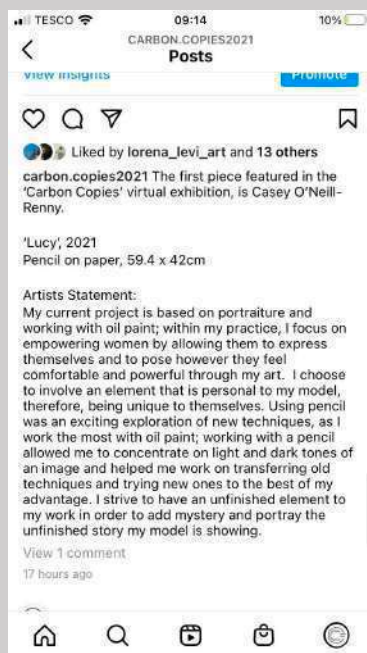 TESCO 09:14 10%
CARBON.COPIES2021
Posts
View Insights Promote
Liked by lorena_levi_art and 13 others
carbon.copies2021 The first piece featured in the
'Carbon Copies' virtual exhibition, is Casey O'Neill-
Renny.
'Lucy', 2021
Pencil on paper, 59.4 x 42cm
Artists Statement:
My current project is based on portraiture and
working with oil paint; within my practice, I focus on
empowering women by allowing them to express
themselves and to pose however they feel
comfortable and powerful through my art. I choose
to involve an element that is personal to my model,
therefore, being unique to themselves. Using pencil
was an exciting exploration of new techniques, as I
work the most with oil paint; working with a pencil
allowed me to concentrate on light and dark tones of
an image and helped me work on transferring old
techniques and trying new ones to the best of my
advantage. I strive to have an unfinished element to
my work in order to add mystery and portray the
unfinished story my model is showing.
View 1 comment
17 hours ago